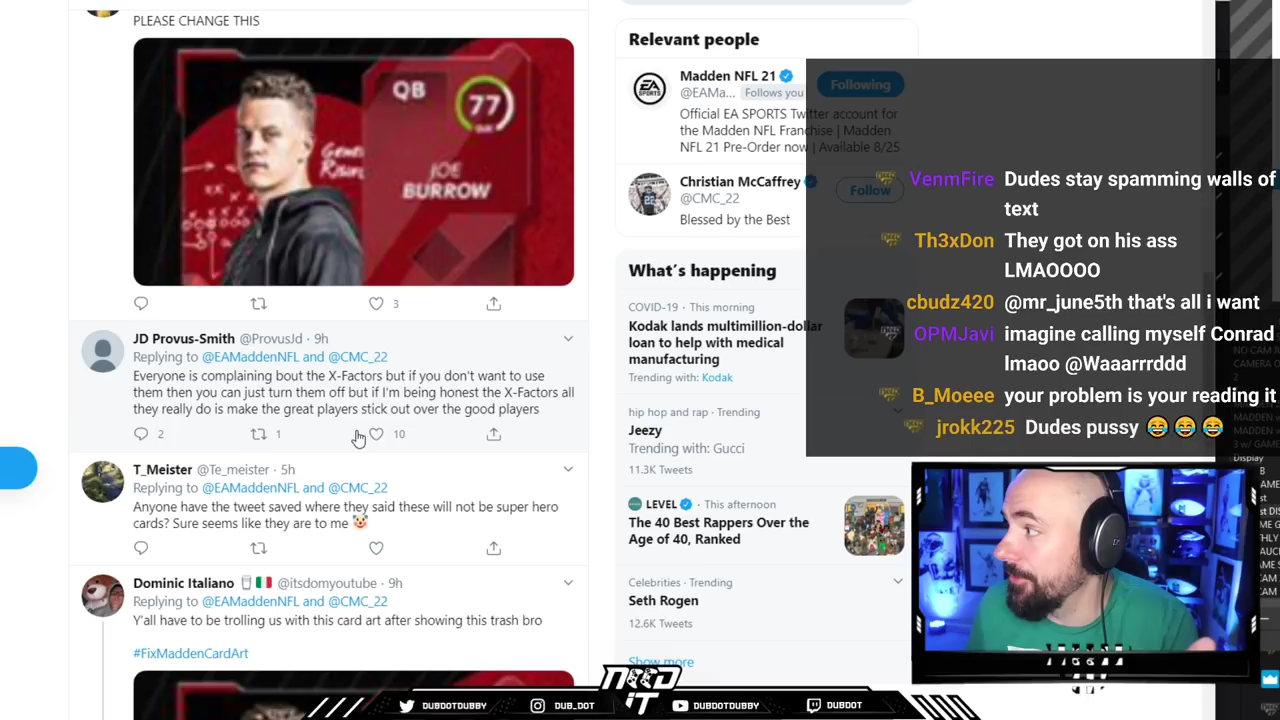 PLEASE CHANGE THIS
QB
77
JOE
BURROW
3
JD Provus-Smith @ProvusJd · 9h
Replying to @EAMaddenNFL and @CMC_22
Everyone is complaining bout the X-Factors but if you don't want to use
them then you can just turn them off but if I'm being honest the X-Factors all
they really do is make the great players stick out over the good players
2 1 10
T_Meister @Te_meister · 5h
Replying to @EAMaddenNFL and @CMC_22
Anyone have the tweet saved where they said these will not be super hero
cards? Sure seems like they are to me 🤡
Dominic Italiano 🥛🇮🇹 @itsdomyoutube · 9h
Replying to @EAMaddenNFL and @CMC_22
Y'all have to be trolling us with this card art after showing this trash bro
#FixMaddenCardArt
Relevant people
Madden NFL 21
@EAMa... Follows you
Following
Official EA SPORTS Twitter account for
the Madden NFL Franchise | Madden
NFL 21 Pre-Order now | Available 8/25
Christian McCaffrey
@CMC_22
Follow
Blessed by the Best
What's happening
COVID-19 · This morning
Kodak lands multimillion-dollar
loan to help with medical
manufacturing
Trending with: Kodak
hip hop and rap · Trending
Jeezy
Trending with: Gucci
11.3K Tweets
LEVEL · This afternoon
The 40 Best Rappers Over the
Age of 40, Ranked
Celebrities · Trending
Seth Rogen
12.6K Tweets
Show more
VenmFire Dudes stay spamming walls of
text
Th3xDon They got on his ass
LMAOOOO
cbudz420 @mr_june5th that's all i want
OPMJavi imagine calling myself Conrad
lmaoo @Waaarrrddd
B_Moeee your problem is your reading it
jrokk225 Dudes pussy 😂😂😂
NEED
iT
DUBDOTDUBBY
DUB_DOT
DUBDOTDUBBY
DUBDOT